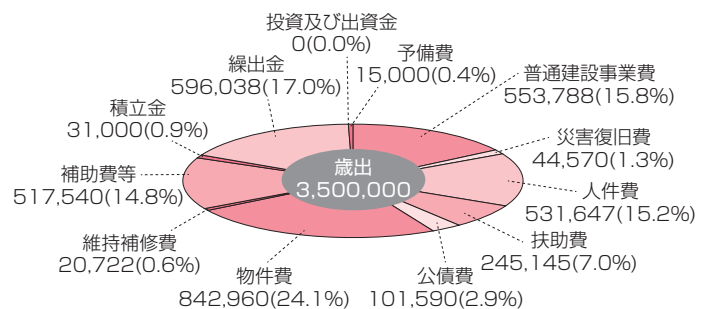 投資及び出資金
0(0.0%)
予備費
15,000(0.4%)
普通建設事業費
553,788(15.8%)
災害復旧費
44,570(1.3%)
人件費
531,647(15.2%)
扶助費
245,145(7.0%)
公債費
101,590(2.9%)
物件費
842,960(24.1%)
維持補修費
20,722(0.6%)
補助費等
517,540(14.8%)
積立金
31,000(0.9%)
繰出金
596,038(17.0%)
歳出
3,500,000